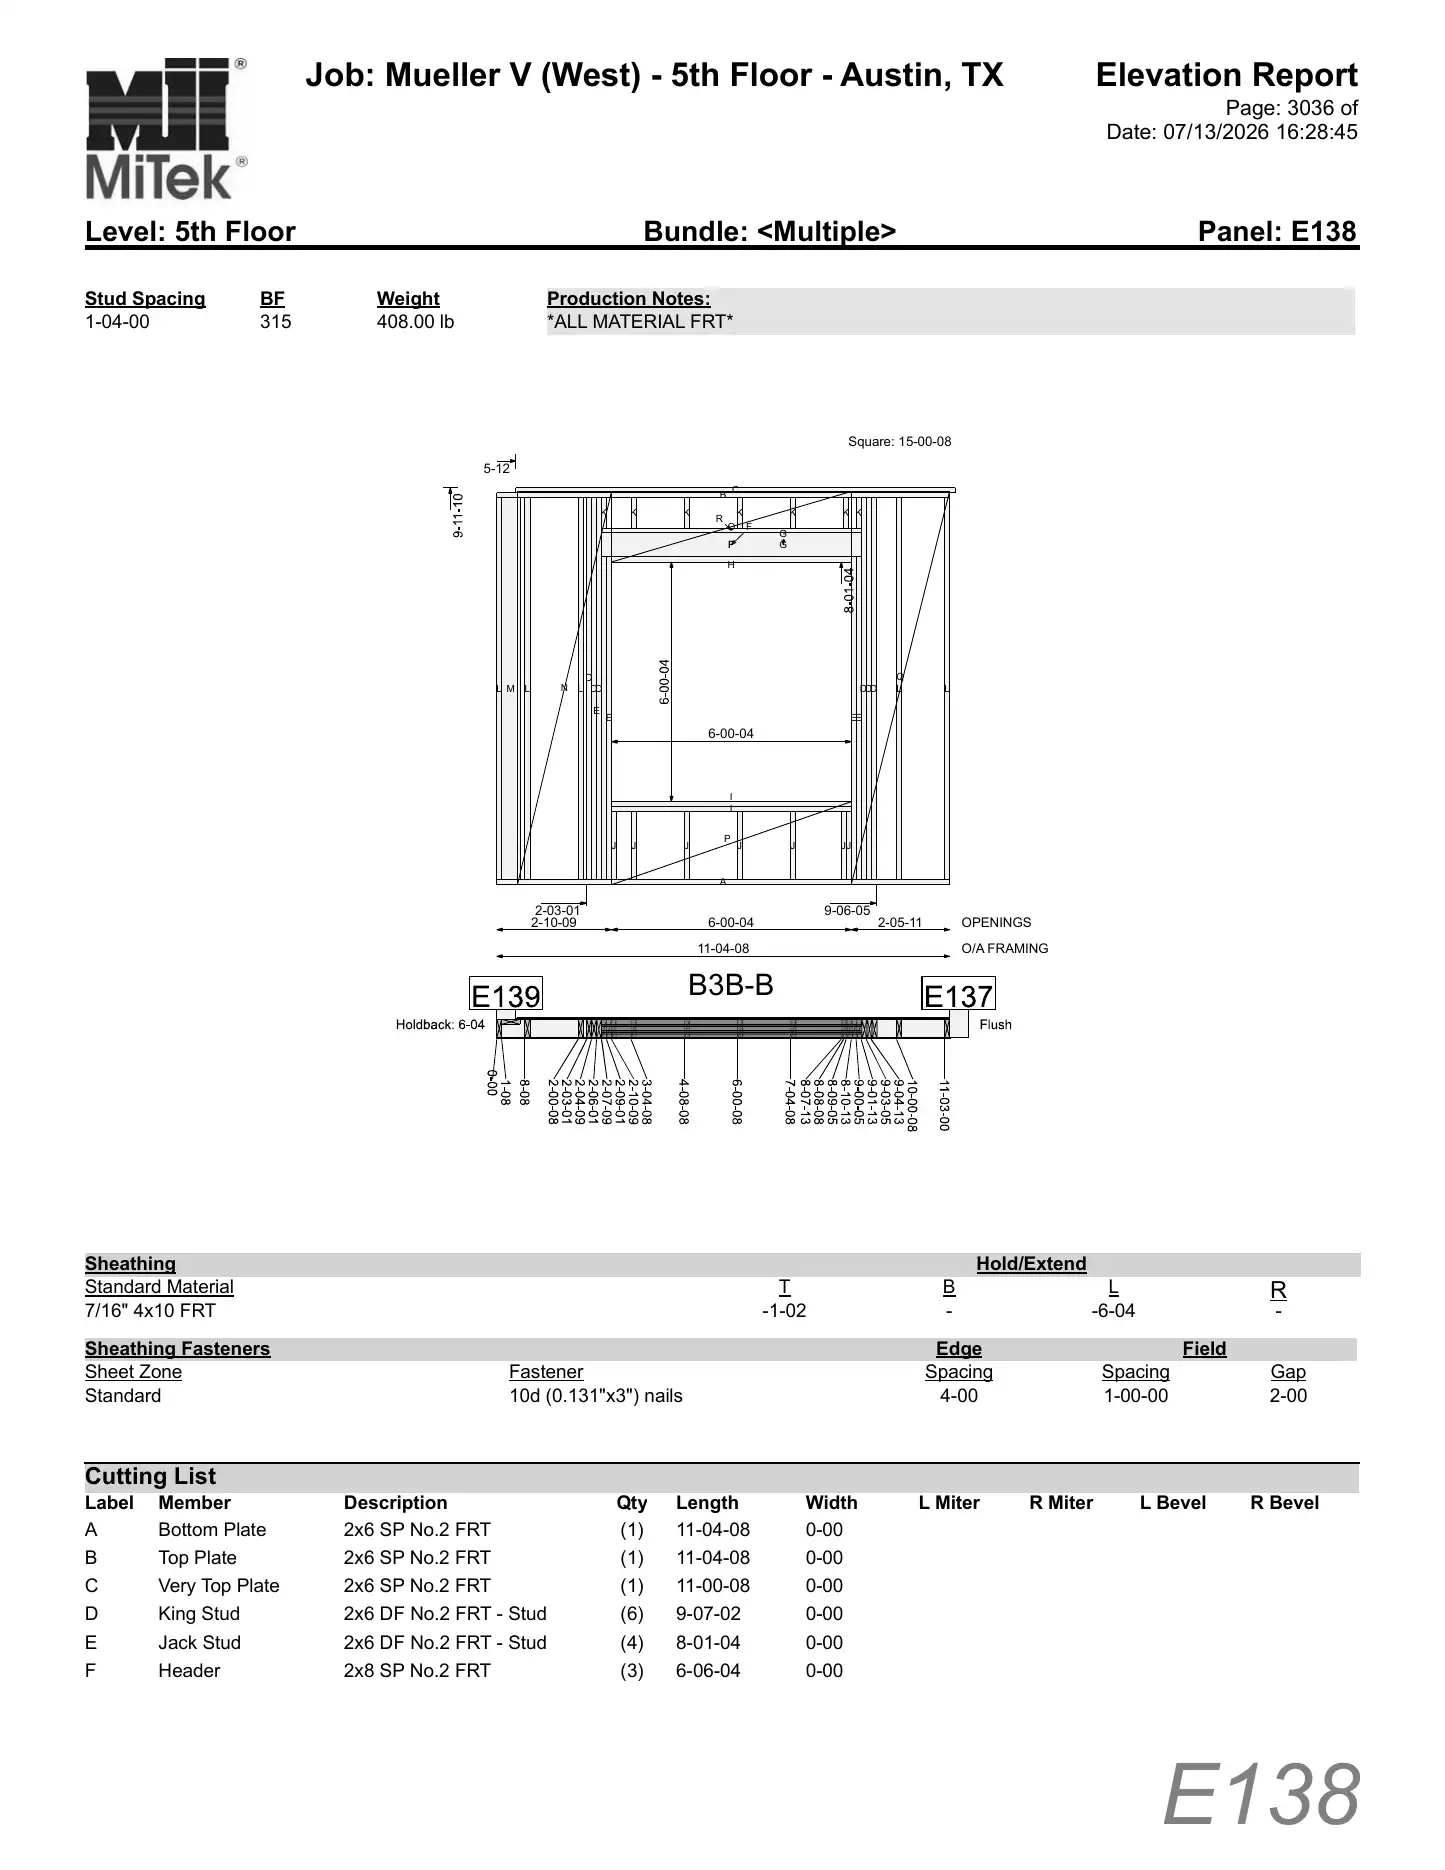 Job: Mueller V (West) - 5th Floor - Austin, TX
Elevation Report
Page: 3036 of
Date: 07/13/2026 16:28:45
MiTek®
Level: 5th Floor Bundle: <Multiple> Panel: E138
Stud Spacing BF Weight Production Notes:
1-04-00 315 408.00 lb *ALL MATERIAL FRT*
Square: 15-00-08
5-12
9-11-10
C
B
K K K K K K K
R O F
G
F G
H
8-01-04
6-00-04
O
L M L N L D D D D D L L
E
E E E
6-00-04
I
I
P
J J J J J J J
A
2-03-01 9-06-05
2-10-09 6-00-04 2-05-11 OPENINGS
11-04-08 O/A FRAMING
E139 B3B-B E137
Holdback: 6-04 Flush
0-00 1-08 8-08 2-00-08 2-03-01 2-04-09 2-06-01 2-07-09 2-09-01 2-10-09 3-04-08 4-08-08 6-00-08 7-04-08 8-07-13 8-08-08 8-09-05 8-10-13 9-00-05 9-01-13 9-03-05 9-04-13 10-00-08 11-03-00
Sheathing Hold/Extend
Standard Material T B L R
7/16" 4x10 FRT -1-02 - -6-04 -
Sheathing Fasteners Edge Field
Sheet Zone Fastener Spacing Spacing Gap
Standard 10d (0.131"x3") nails 4-00 1-00-00 2-00
Cutting List
Label Member Description Qty Length Width L Miter R Miter L Bevel R Bevel
A Bottom Plate 2x6 SP No.2 FRT (1) 11-04-08 0-00
B Top Plate 2x6 SP No.2 FRT (1) 11-04-08 0-00
C Very Top Plate 2x6 SP No.2 FRT (1) 11-00-08 0-00
D King Stud 2x6 DF No.2 FRT - Stud (6) 9-07-02 0-00
E Jack Stud 2x6 DF No.2 FRT - Stud (4) 8-01-04 0-00
F Header 2x8 SP No.2 FRT (3) 6-06-04 0-00
E138